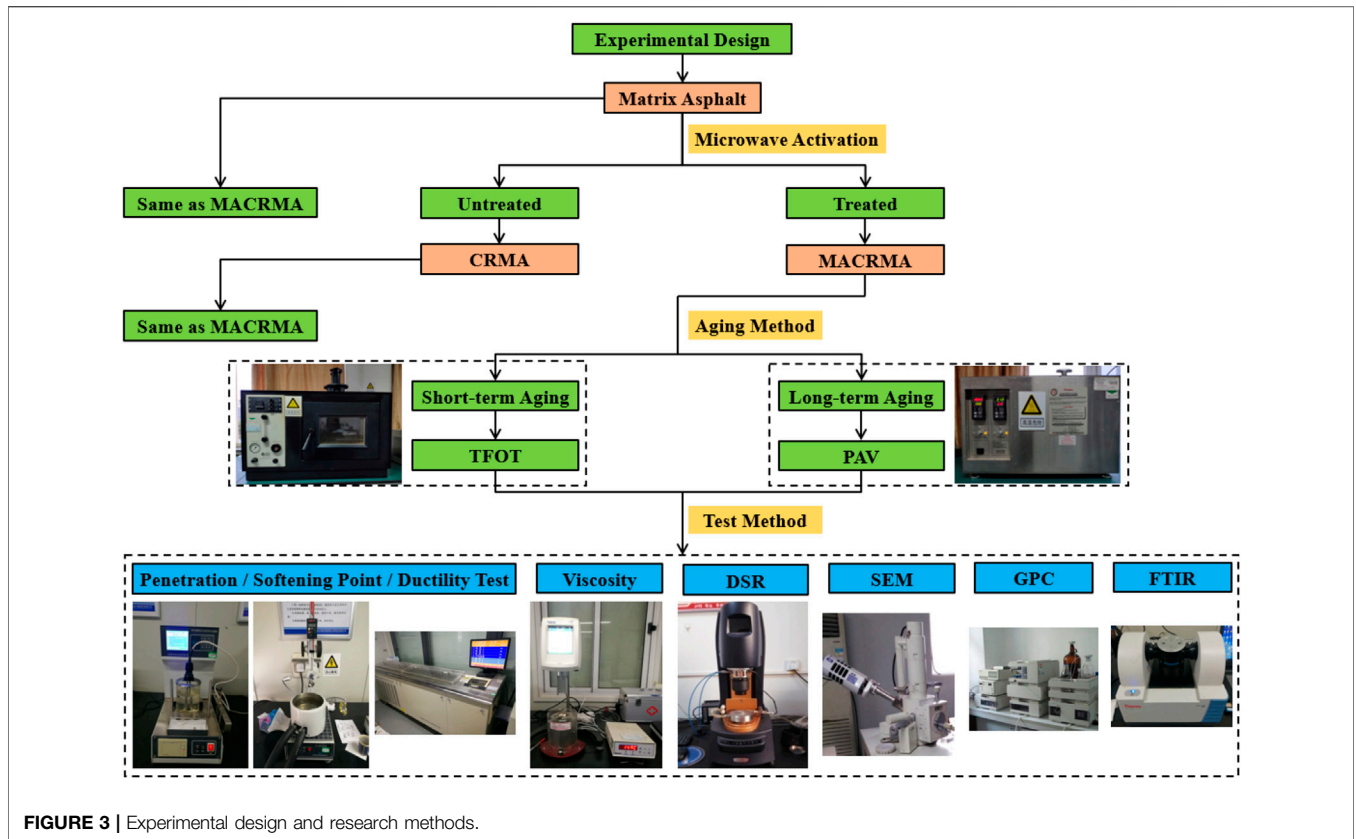 Experimental Design
Matrix Asphalt
Microwave Activation
Same as MACRMA
Untreated
Treated
CRMA
MACRMA
Same as MACRMA
Aging Method
Short-term Aging
Long-term Aging
TFOT
PAV
Test Method
Penetration / Softening Point / Ductility Test
Viscosity
DSR
SEM
GPC
FTIR
FIGURE 3 | Experimental design and research methods.